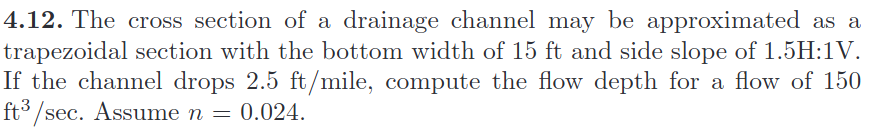 4.12. The cross section of a drainage channel may be approximated as a
trapezoidal section with the bottom width of 15 ft and side slope of 1.5H:1V.
If the channel drops 2.5 ft/mile, compute the flow depth for a flow of 150
ft³/sec. Assume n = 0.024.